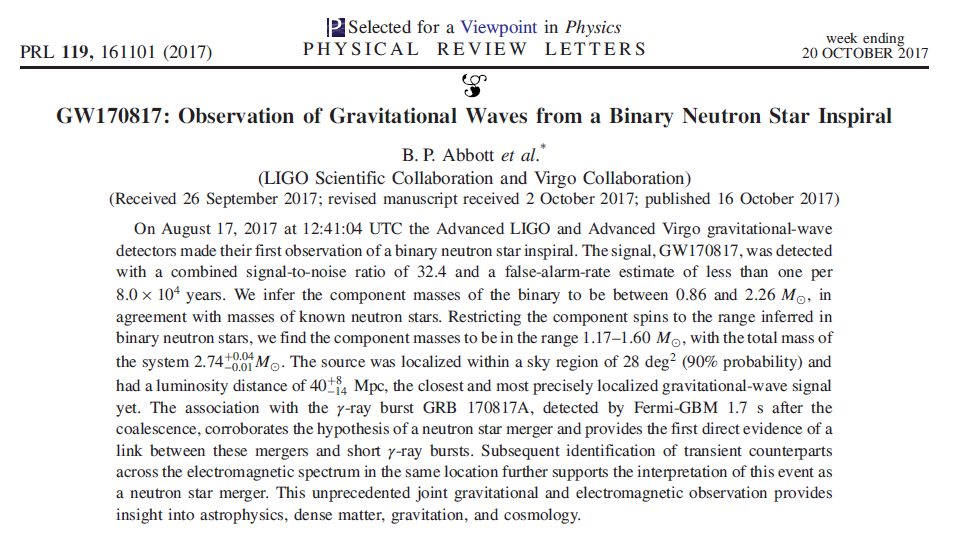 Selected for a Viewpoint in Physics
PRL 119, 161101 (2017)
PHYSICAL REVIEW LETTERS
week ending
20 OCTOBER 2017
GW170817: Observation of Gravitational Waves from a Binary Neutron Star Inspiral
B. P. Abbott et al.*
(LIGO Scientific Collaboration and Virgo Collaboration)
(Received 26 September 2017; revised manuscript received 2 October 2017; published 16 October 2017)
On August 17, 2017 at 12:41:04 UTC the Advanced LIGO and Advanced Virgo gravitational-wave
detectors made their first observation of a binary neutron star inspiral. The signal, GW170817, was detected
with a combined signal-to-noise ratio of 32.4 and a false-alarm-rate estimate of less than one per
8.0 × 10⁴ years. We infer the component masses of the binary to be between 0.86 and 2.26 M⊙, in
agreement with masses of known neutron stars. Restricting the component spins to the range inferred in
binary neutron stars, we find the component masses to be in the range 1.17–1.60 M⊙, with the total mass of
the system 2.74+0.04−0.01 M⊙. The source was localized within a sky region of 28 deg² (90% probability) and
had a luminosity distance of 40+8−14 Mpc, the closest and most precisely localized gravitational-wave signal
yet. The association with the γ-ray burst GRB 170817A, detected by Fermi-GBM 1.7 s after the
coalescence, corroborates the hypothesis of a neutron star merger and provides the first direct evidence of a
link between these mergers and short γ-ray bursts. Subsequent identification of transient counterparts
across the electromagnetic spectrum in the same location further supports the interpretation of this event as
a neutron star merger. This unprecedented joint gravitational and electromagnetic observation provides
insight into astrophysics, dense matter, gravitation, and cosmology.